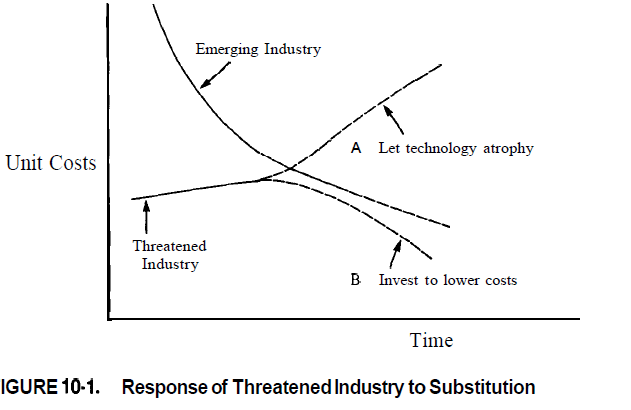 Emerging Industry
A Let technology atrophy
Unit Costs
Threatened
Industry
B Invest to lower costs
Time
IGURE 10-1. Response of Threatened Industry to Substitution